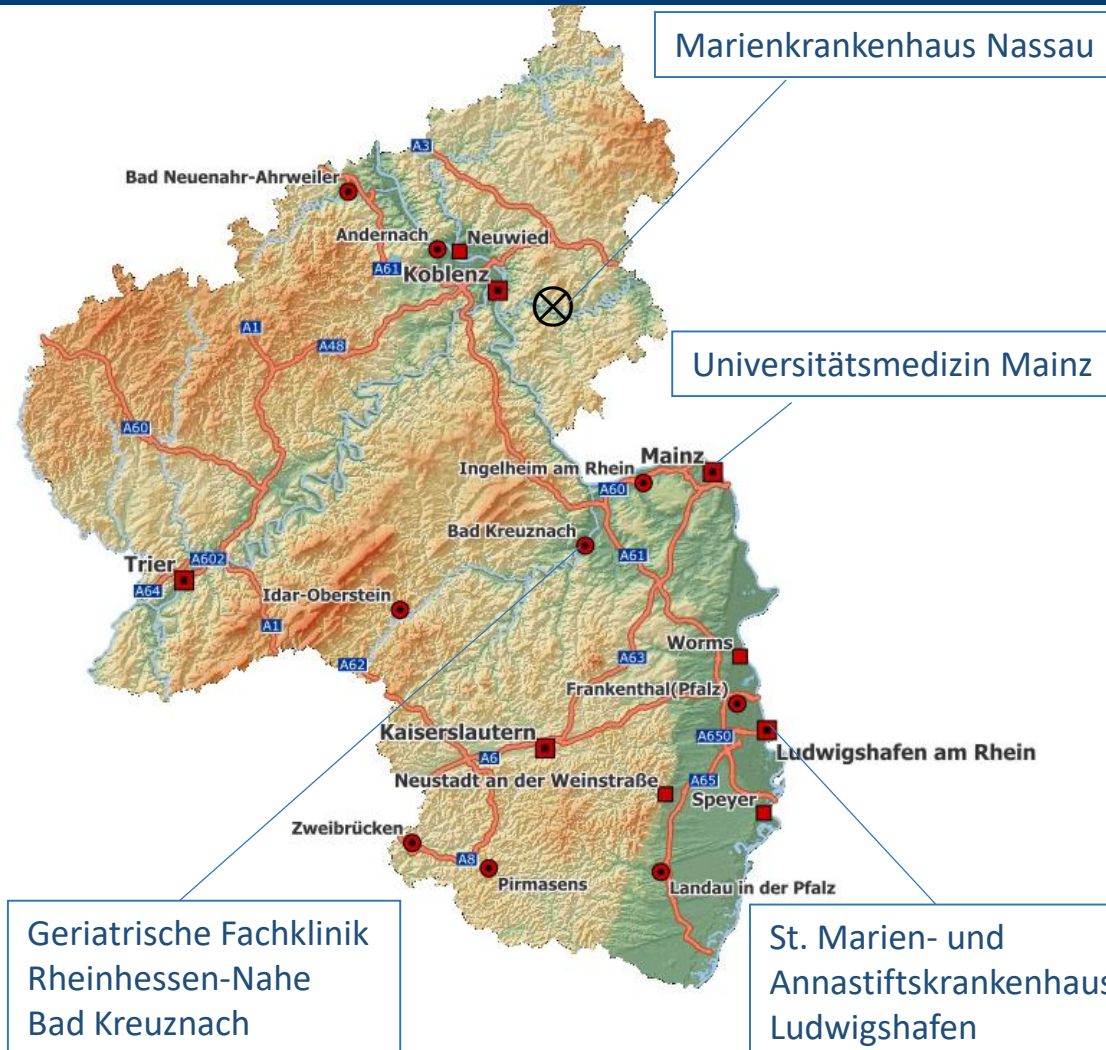 Marienkrankenhaus Nassau
A3
Bad Neuenahr-Ahrweiler
Andernach
Neuwied
A61
Koblenz
A1
A48
Universitätsmedizin Mainz
A60
Mainz
Ingelheim am Rhein
A60
Bad Kreuznach
A61
Trier
A602
A64
Idar-Oberstein
A1
A62
Worms
A63
Frankenthal(Pfalz)
Kaiserslautern
A650
A6
Ludwigshafen am Rhein
Neustadt an der Weinstraße
A65
Speyer
Zweibrücken
A8
Pirmasens
Landau in der Pfalz
Geriatrische Fachklinik
Rheinhessen-Nahe
Bad Kreuznach
St. Marien- und
Annastiftskrankenhaus
Ludwigshafen